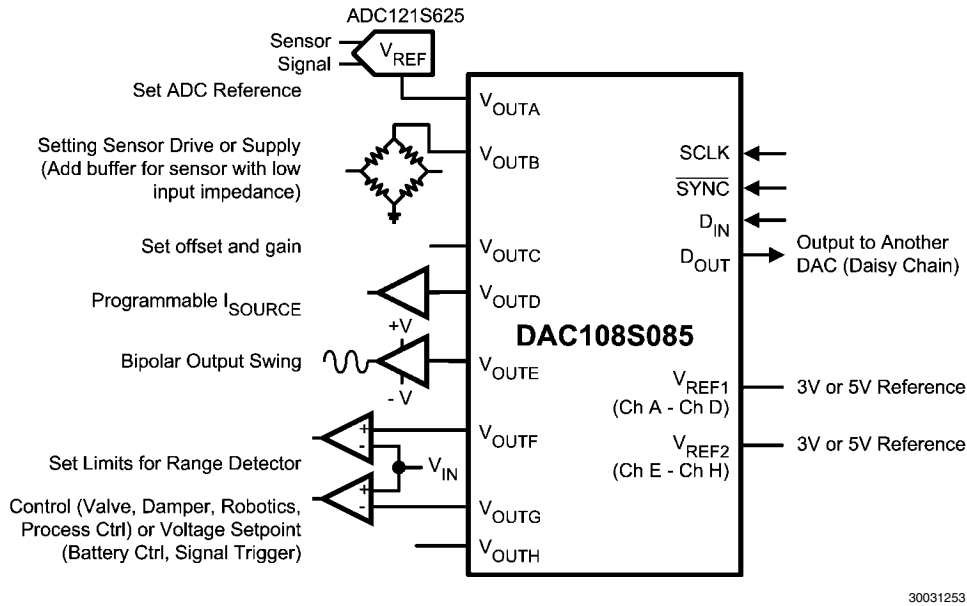 ADC121S625
Sensor
Signal
VREF
Set ADC Reference
VOUTA
Setting Sensor Drive or Supply
(Add buffer for sensor with low
input impedance)
VOUTB
Set offset and gain
VOUTC
Programmable ISOURCE
VOUTD
+V
Bipolar Output Swing
- V
VOUTE
+
-
VOUTF
Set Limits for Range Detector
VIN
+
-
VOUTG
Control (Valve, Damper, Robotics,
Process Ctrl) or Voltage Setpoint
(Battery Ctrl, Signal Trigger)
VOUTH
SCLK
SYNC
DIN
DOUT
Output to Another
DAC (Daisy Chain)
DAC108S085
VREF1
(Ch A - Ch D)
3V or 5V Reference
VREF2
(Ch E - Ch H)
3V or 5V Reference
30031253